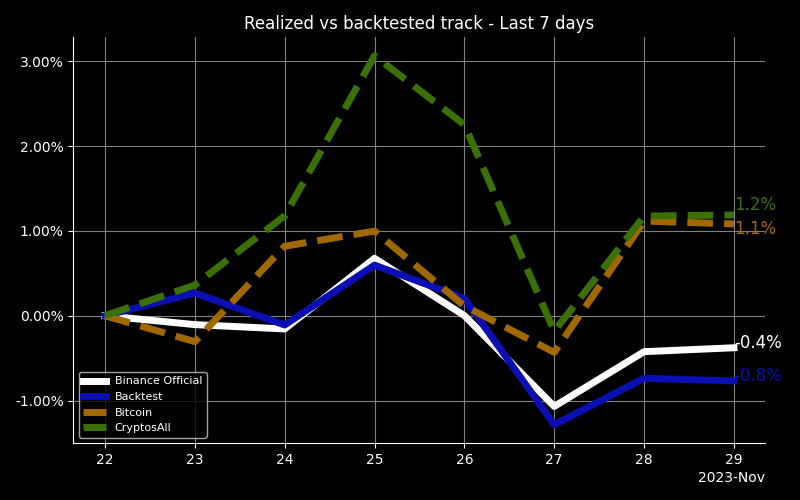 Realized vs backtested track - Last 7 days
3.00%
2.00%
1.00%
0.00%
-1.00%
1.2%
1.1%
-0.4%
-0.8%
Binance Official
Backtest
Bitcoin
CryptosAll
22 23 24 25 26 27 28 29
2023-Nov